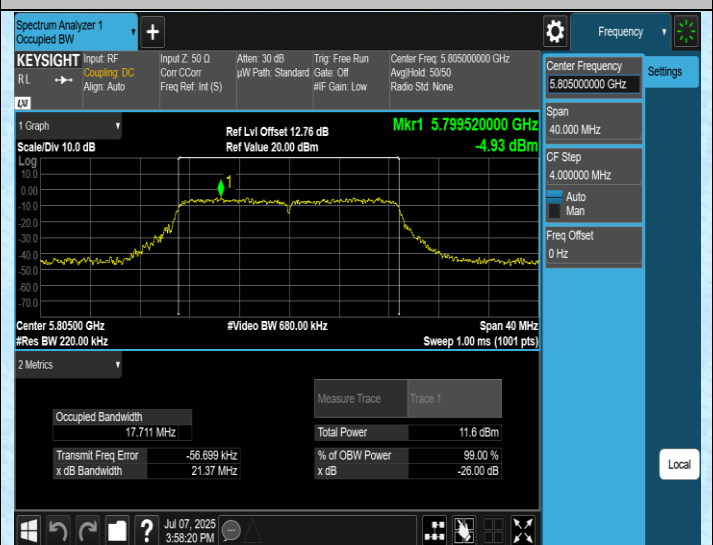 Spectrum Analyzer 1
Occupied BW
Frequency
KEYSIGHT
RL
LXI
Input: RF
Coupling: DC
Align: Auto
Input Z: 50 Ω
Corr CCorr
Freq Ref: Int (S)
Atten: 30 dB
µW Path: Standard
Trig: Free Run
Gate: Off
#IF Gain: Low
Center Freq: 5.805000000 GHz
Avg|Hold: 50/50
Radio Std: None
Center Frequency
5.805000000 GHz
Settings
Span
40.000 MHz
CF Step
4.000000 MHz
Auto
Man
Freq Offset
0 Hz
1 Graph
Scale/Div 10.0 dB
Ref Lvl Offset 12.76 dB
Ref Value 20.00 dBm
Mkr1 5.799520000 GHz
-4.93 dBm
Log
10.0
0.00
-10.0
-20.0
-30.0
-40.0
-50.0
-60.0
-70.0
1
Center 5.80500 GHz
#Res BW 220.00 kHz
#Video BW 680.00 kHz
Span 40 MHz
Sweep 1.00 ms (1001 pts)
2 Metrics
Measure Trace Trace 1
Occupied Bandwidth
17.711 MHz
Total Power 11.6 dBm
Transmit Freq Error -56.699 kHz
% of OBW Power 99.00 %
x dB Bandwidth 21.37 MHz
x dB -26.00 dB
Local
Jul 07, 2025
3:58:20 PM